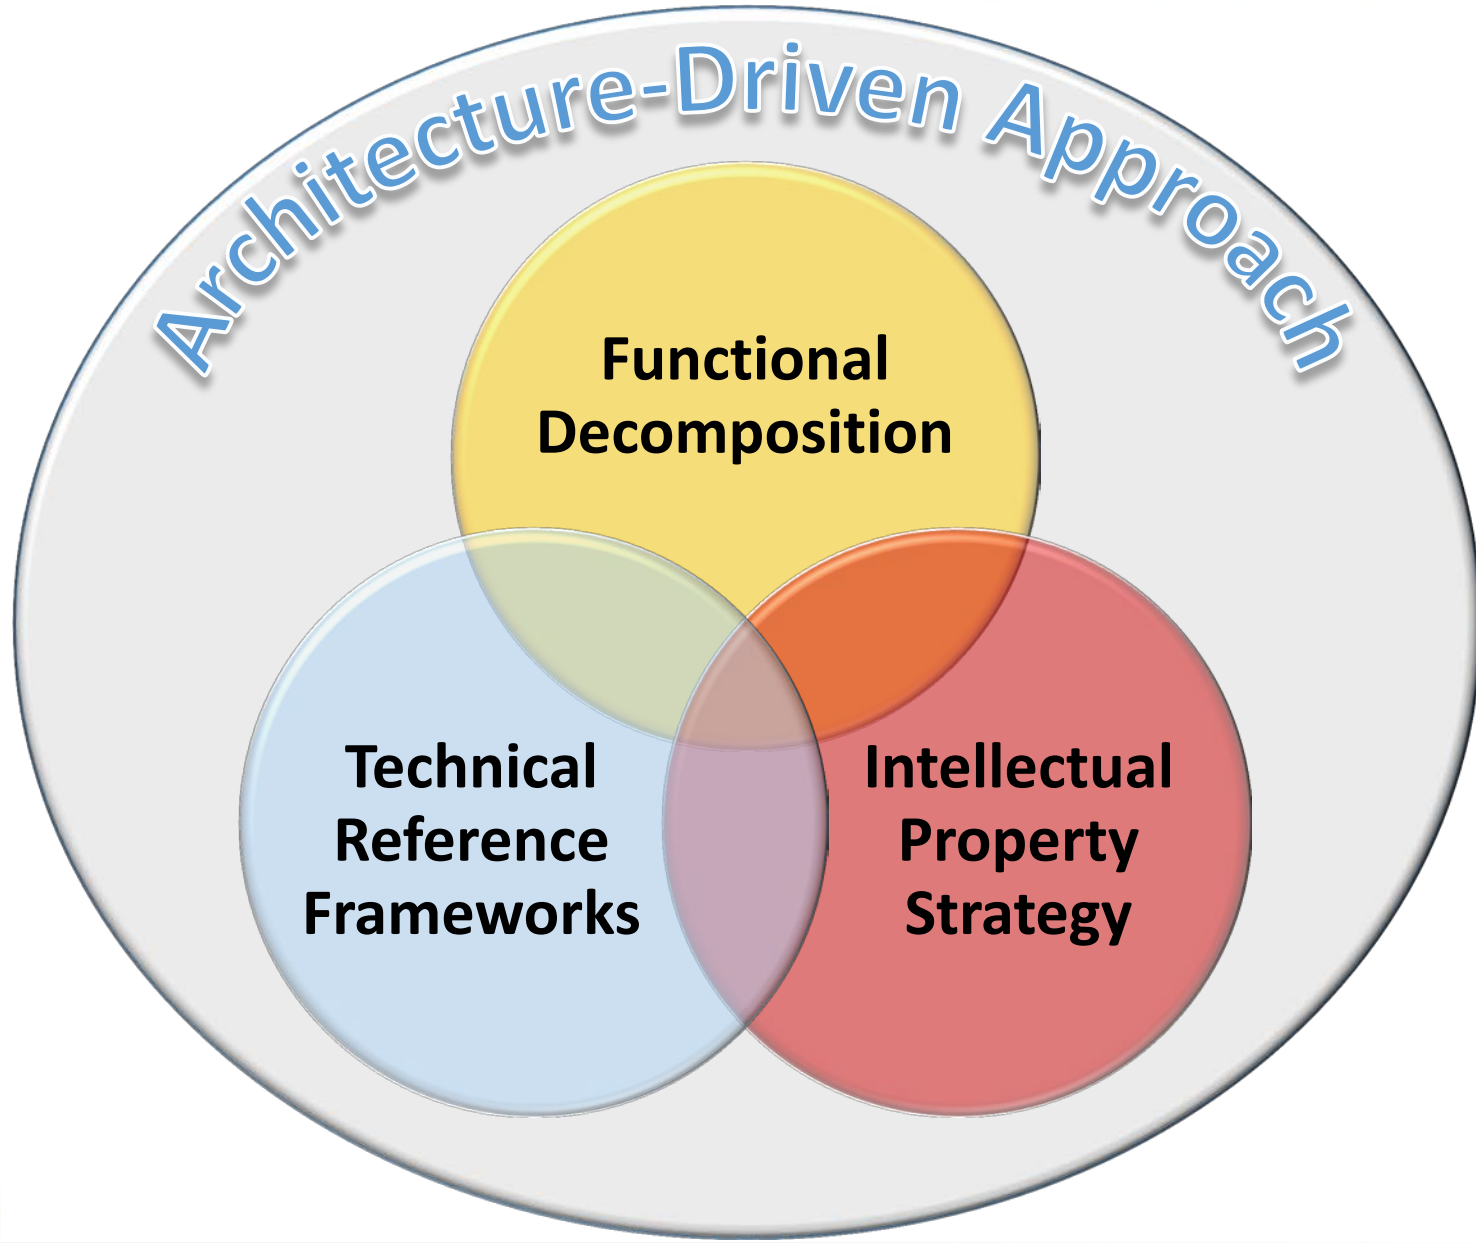 Architecture-Driven Approach
Functional
Decomposition
Technical
Reference
Frameworks
Intellectual
Property
Strategy